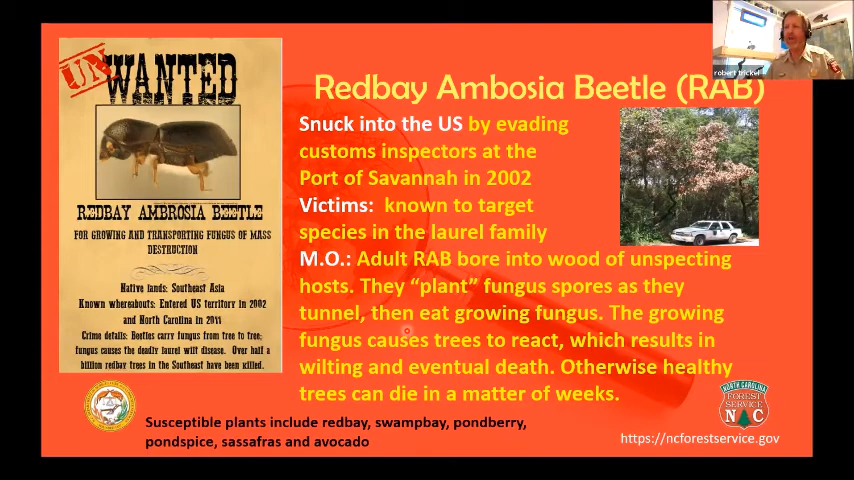 robert trickel
UNWANTED
REDBAY AMBROSIA BEETLE
FOR GROWING AND TRANSPORTING FUNGUS OF MASS
DESTRUCTION
Native lands: Southeast Asia
Known whereabouts: Entered US territory in 2002
and North Carolina in 2011
Crime details: Beetles carry fungus from tree to tree;
fungus causes the deadly laurel wilt disease. Over half a
billion redbay trees in the Southeast have been killed.
Redbay Ambosia Beetle (RAB)
Snuck into the US by evading
customs inspectors at the
Port of Savannah in 2002
Victims: known to target
species in the laurel family
M.O.: Adult RAB bore into wood of unspecting
hosts. They “plant” fungus spores as they
tunnel, then eat growing fungus. The growing
fungus causes trees to react, which results in
wilting and eventual death. Otherwise healthy
trees can die in a matter of weeks.
Susceptible plants include redbay, swampbay, pondberry,
pondspice, sassafras and avocado
NORTH CAROLINA
FOREST
SERVICE
N C
https://ncforestservice.gov